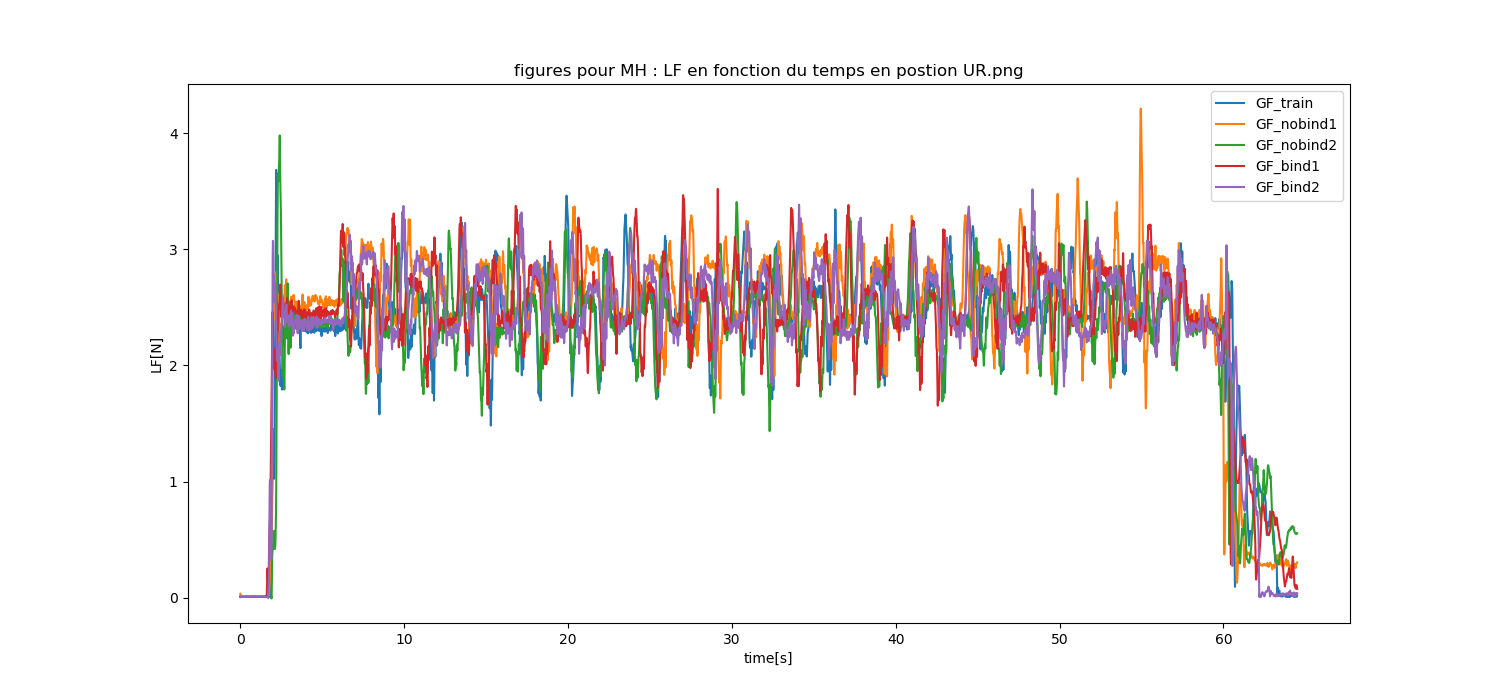 figures pour MH : LF en fonction du temps en postion UR.png
GF_train
GF_nobind1
GF_nobind2
GF_bind1
GF_bind2
4
3
2
1
0
LF[N]
0 10 20 30 40 50 60
time[s]